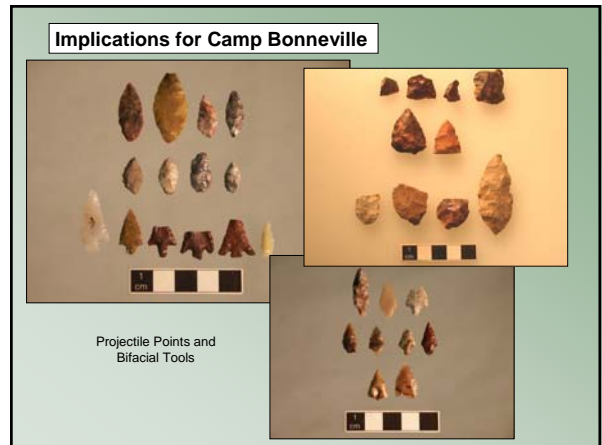 Implications for Camp Bonneville
1
cm
1
cm
1
cm
Projectile Points and
Bifacial Tools